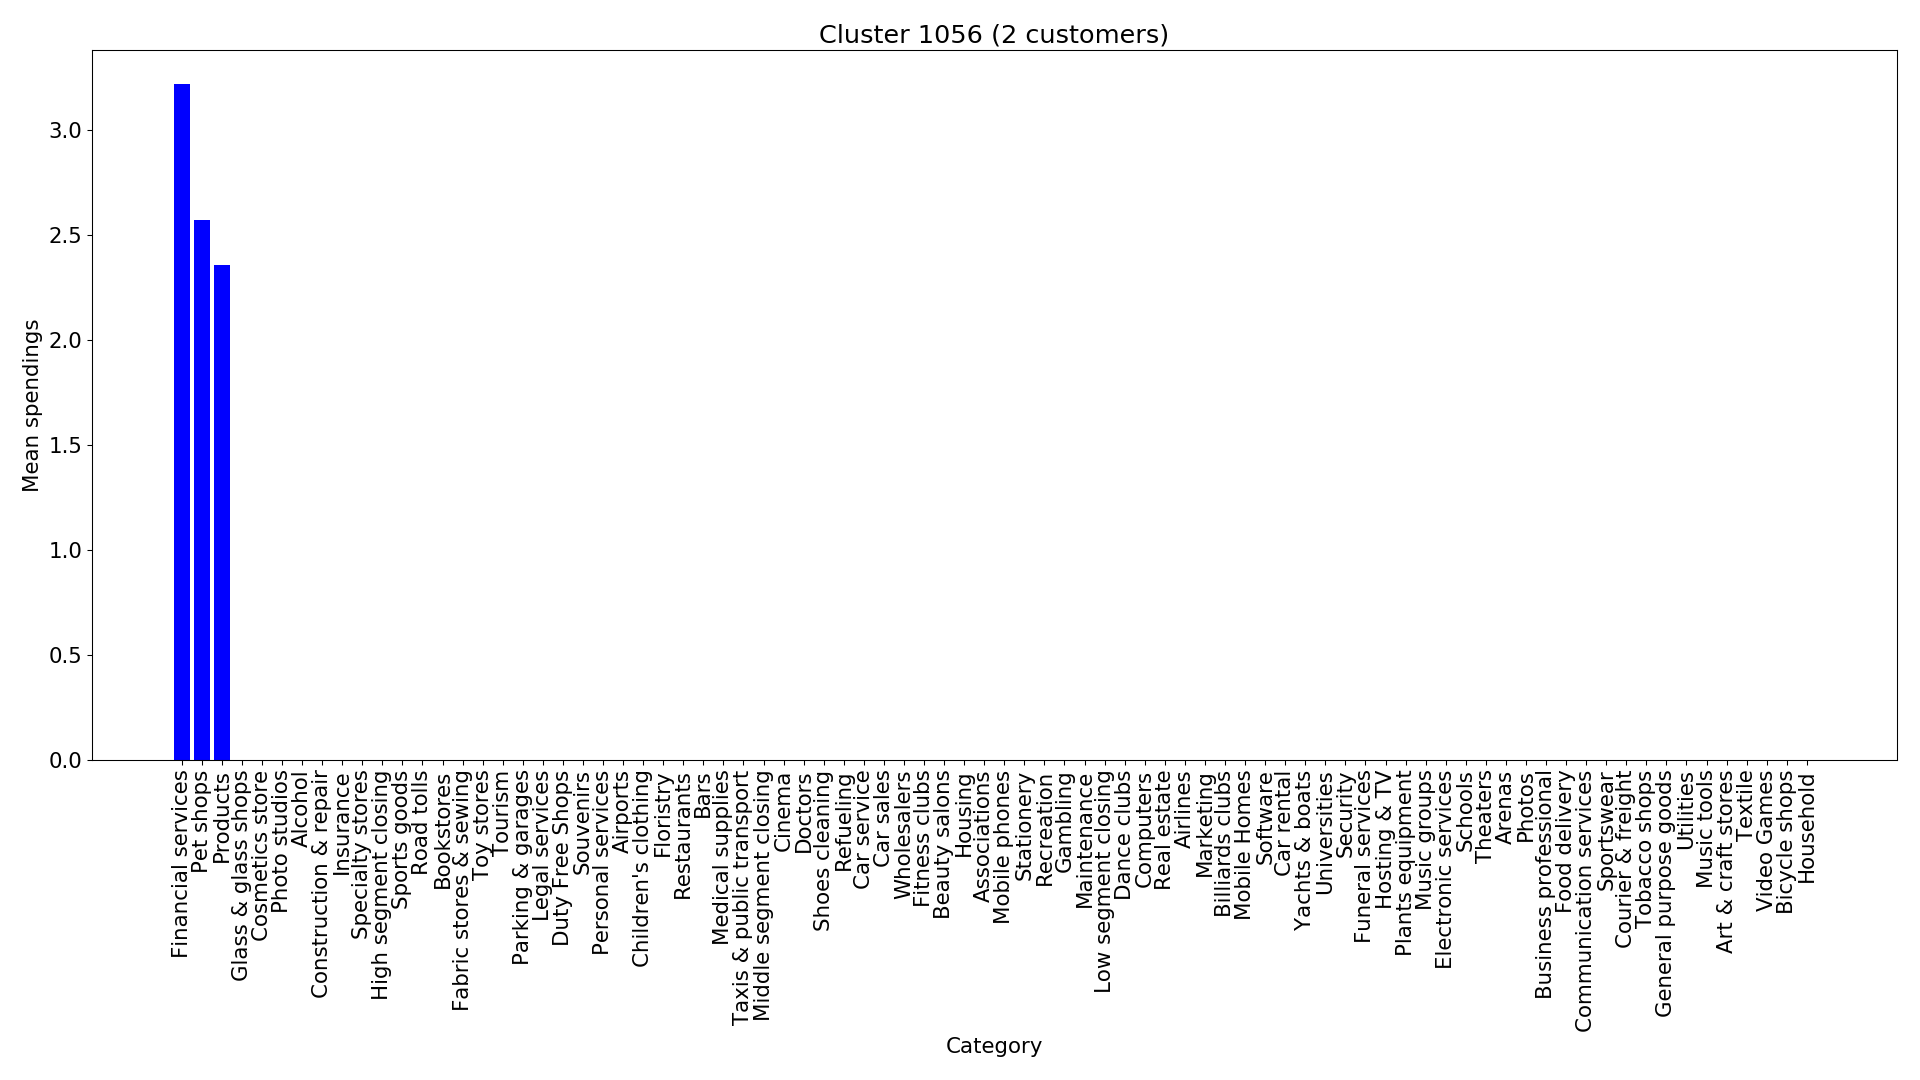 Cluster 1056 (2 customers)
Mean spendings
3.0
2.5
2.0
1.5
1.0
0.5
0.0
Financial services
Pet shops
Products
Glass & glass shops
Cosmetics store
Photo studios
Alcohol
Construction & repair
Insurance
Specialty stores
High segment closing
Sports goods
Road tolls
Bookstores
Fabric stores & sewing
Toy stores
Tourism
Parking & garages
Legal services
Duty Free Shops
Souvenirs
Personal services
Airports
Children's clothing
Floristry
Restaurants
Bars
Medical supplies
Taxis & public transport
Middle segment closing
Cinema
Doctors
Shoes cleaning
Refueling
Car service
Car sales
Wholesalers
Fitness clubs
Beauty salons
Housing
Associations
Mobile phones
Stationery
Recreation
Gambling
Maintenance
Low segment closing
Dance clubs
Computers
Real estate
Airlines
Marketing
Billiards clubs
Mobile Homes
Software
Car rental
Yachts & boats
Universities
Security
Funeral services
Hosting & TV
Plants equipment
Music groups
Electronic services
Schools
Theaters
Arenas
Photos
Business professional
Food delivery
Communication services
Sportswear
Courier & freight
Tobacco shops
General purpose goods
Utilities
Music tools
Art & craft stores
Textile
Video Games
Bicycle shops
Household
Category